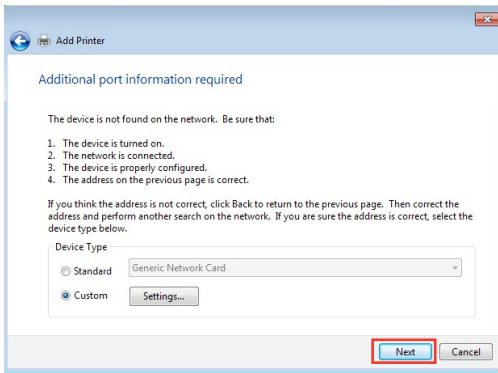 Add Printer
Additional port information required
The device is not found on the network. Be sure that:
1. The device is turned on.
2. The network is connected.
3. The device is properly configured.
4. The address on the previous page is correct.
If you think the address is not correct, click Back to return to the previous page. Then correct the
address and perform another search on the network. If you are sure the address is correct, select the
device type below.
Device Type
Standard Generic Network Card
Custom Settings...
Next Cancel